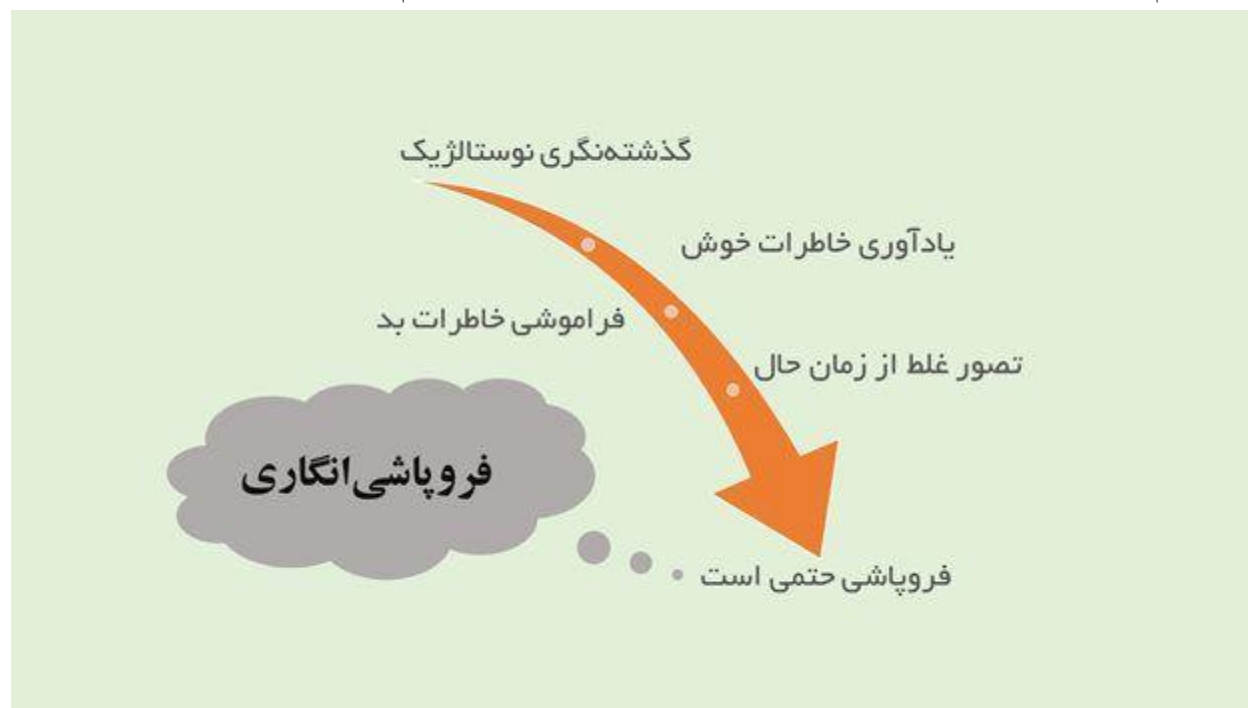 گذشته‌نگری نوستالژیک
یادآوری خاطرات خوش
فراموشی خاطرات بد
تصور غلط از زمان حال
فروپاشی‌انگاری
فروپاشی حتمی است